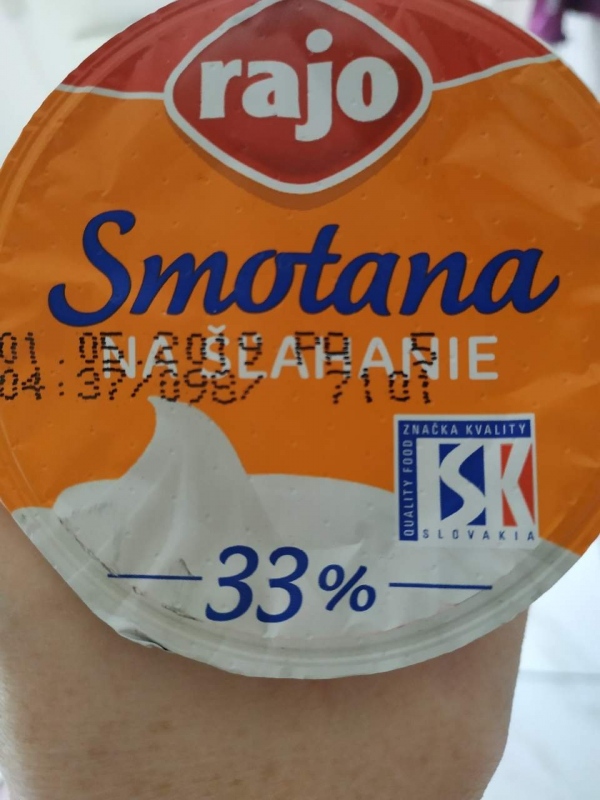 rajo
Smotana
NA ŠĽAHANIE
ZNAČKA KVALITY
QUALITY FOOD
SK
SLOVAKIA
33%